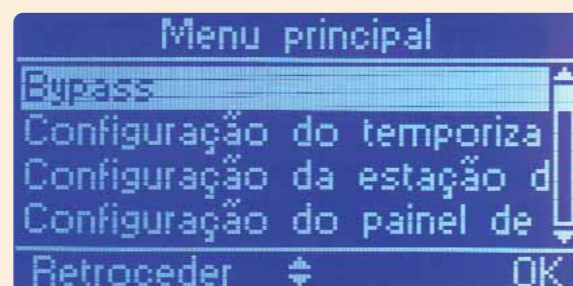 Menu principal
Bypass
Configuração do temporiza
Configuração da estação d
Configuração do painel de
Retroceder OK